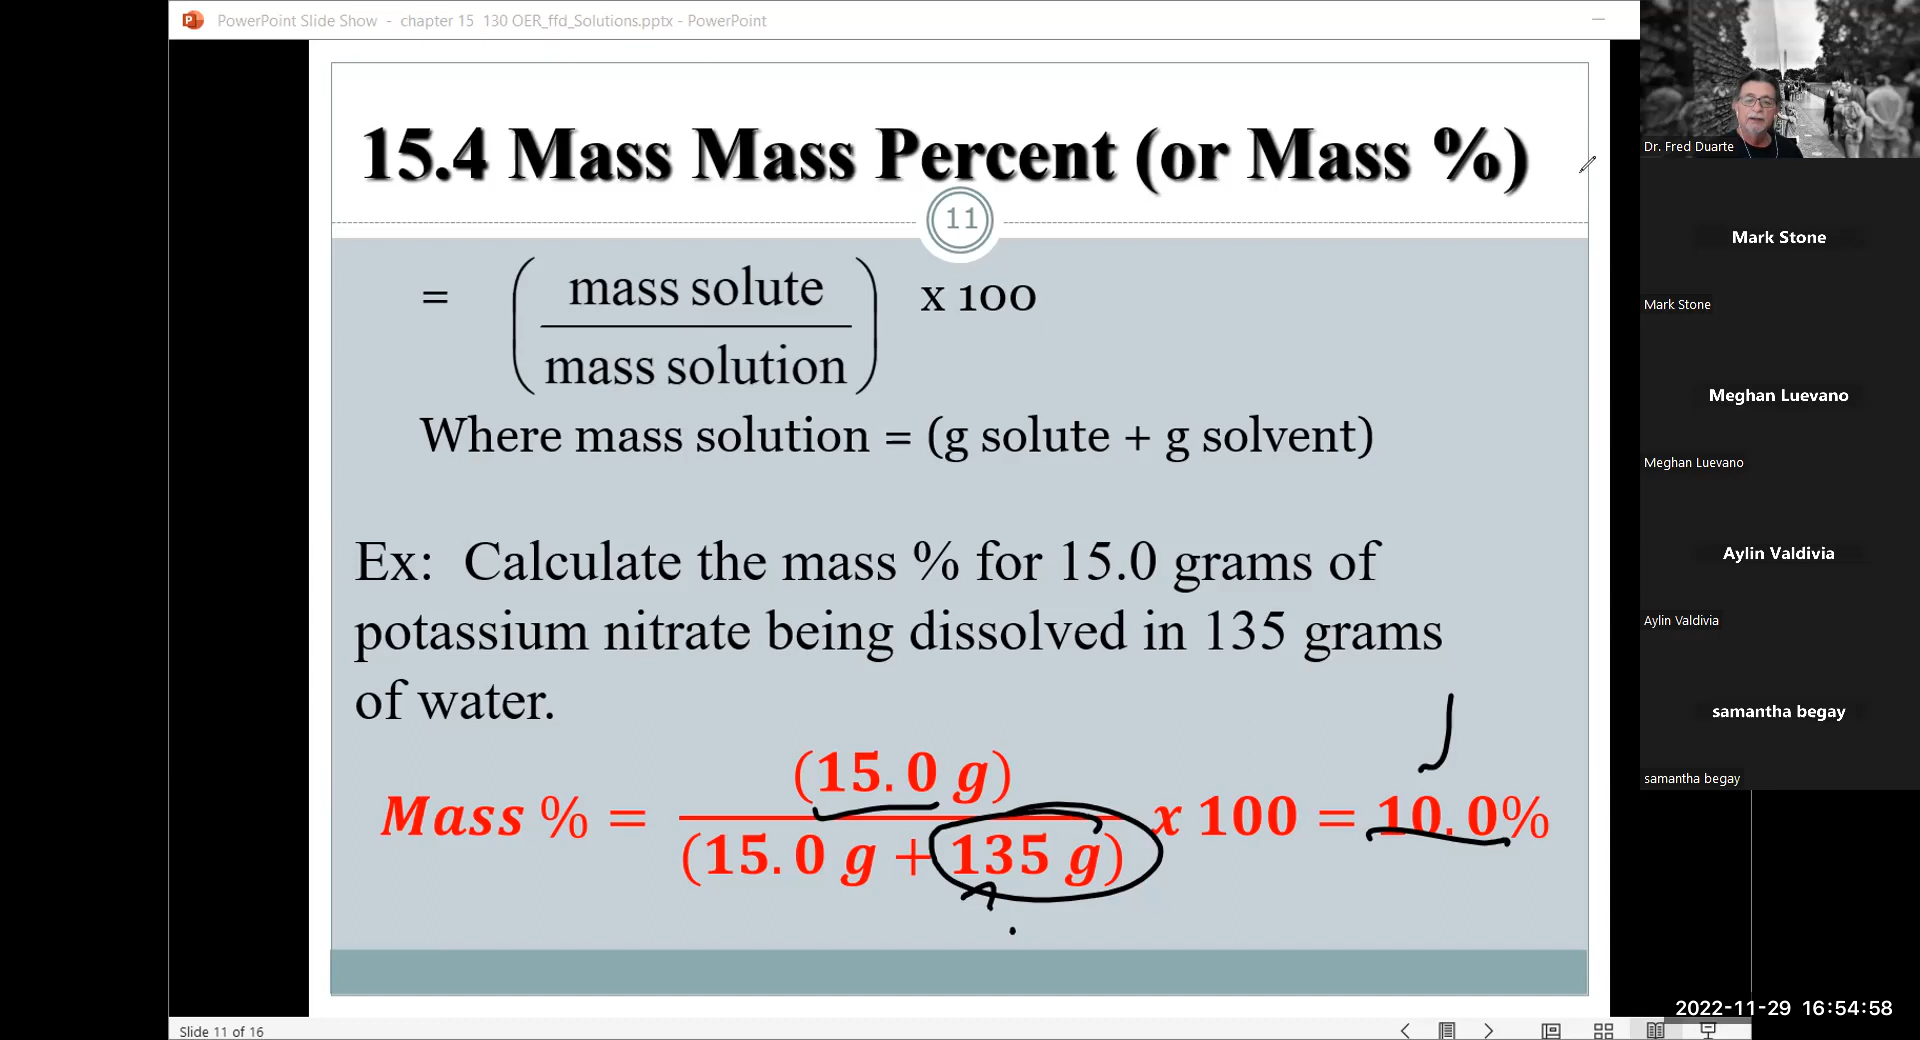 PowerPoint Slide Show - chapter 15 130 OER_ffd_Solutions.pptx - PowerPoint
15.4 Mass Mass Percent (or Mass %)
11
= (mass solute / mass solution) x 100
Where mass solution = (g solute + g solvent)
Ex: Calculate the mass % for 15.0 grams of
potassium nitrate being dissolved in 135 grams
of water.
Mass % = (15.0 g) / (15.0 g + 135 g) x 100 = 10.0%
Slide 11 of 16
Dr. Fred Duarte
Mark Stone
Mark Stone
Meghan Luevano
Meghan Luevano
Aylin Valdivia
Aylin Valdivia
samantha begay
samantha begay
2022-11-29 16:54:58